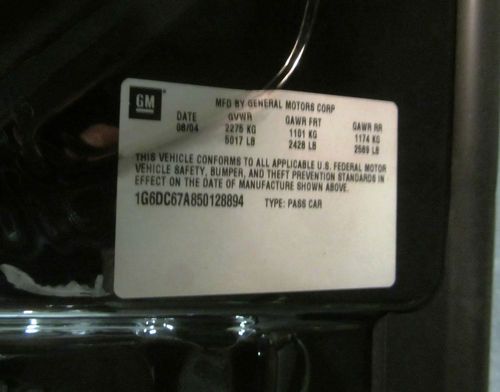 GM
MFD BY GENERAL MOTORS CORP
DATE GVWR GAWR FRT GAWR RR
08/04 2275 KG 1101 KG 1174 KG
5017 LB 2428 LB 2589 LB
THIS VEHICLE CONFORMS TO ALL APPLICABLE U.S. FEDERAL MOTOR
VEHICLE SAFETY, BUMPER, AND THEFT PREVENTION STANDARDS IN
EFFECT ON THE DATE OF MANUFACTURE SHOWN ABOVE.
1G6DC67A850128894 TYPE: PASS CAR